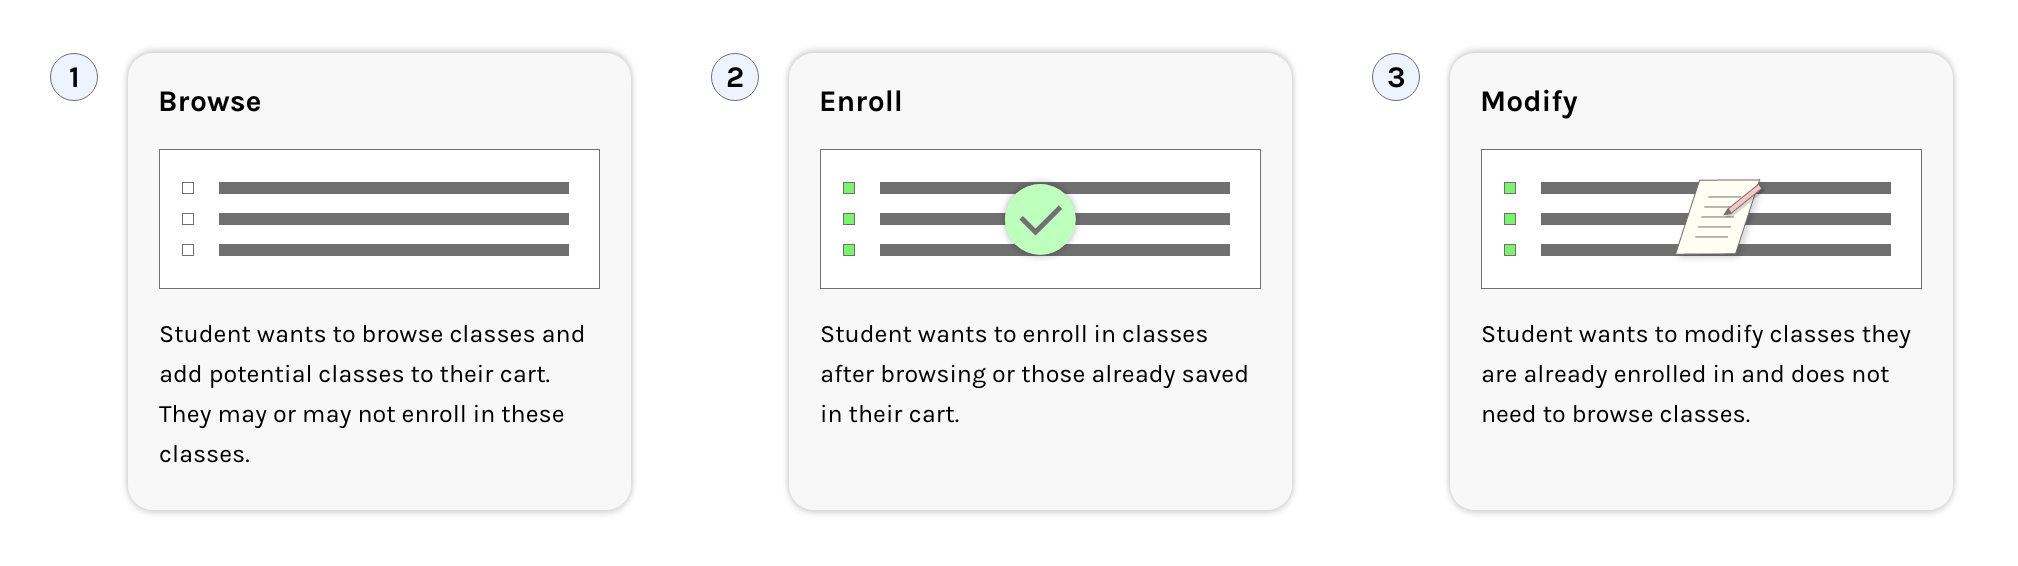 1
Browse
Student wants to browse classes and
add potential classes to their cart.
They may or may not enroll in these
classes.
2
Enroll
Student wants to enroll in classes
after browsing or those already saved
in their cart.
3
Modify
Student wants to modify classes they
are already enrolled in and does not
need to browse classes.